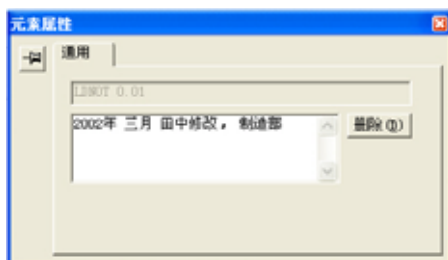 元素属性
通用
LDNOT 0.01
2002年 三月 田中修改， 制造部
删除(D)